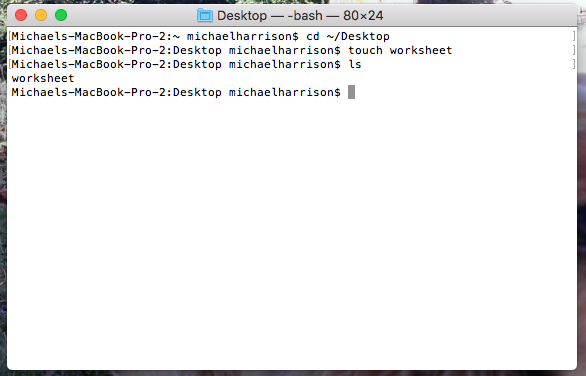 Desktop — -bash — 80×24
[Michaels-MacBook-Pro-2:~ michaelharrison$ cd ~/Desktop ]
[Michaels-MacBook-Pro-2:Desktop michaelharrison$ touch worksheet ]
[Michaels-MacBook-Pro-2:Desktop michaelharrison$ ls ]
worksheet
Michaels-MacBook-Pro-2:Desktop michaelharrison$